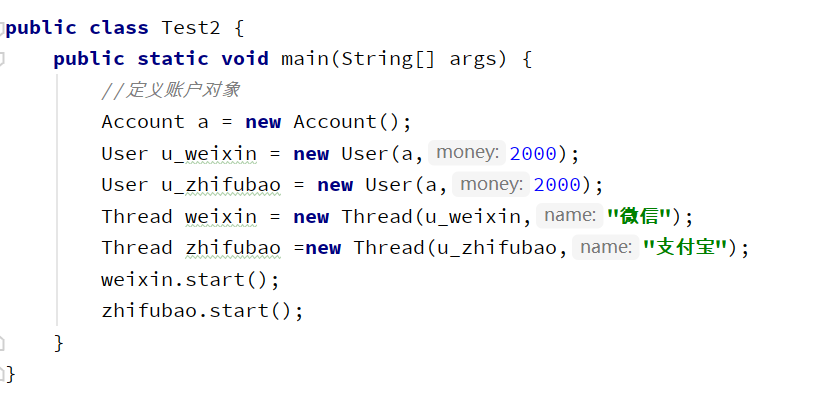 public class Test2 {
    public static void main(String[] args) {
        //定义账户对象
        Account a = new Account();
        User u_weixin = new User(a, money: 2000);
        User u_zhifubao = new User(a, money: 2000);
        Thread weixin = new Thread(u_weixin, name: "微信");
        Thread zhifubao =new Thread(u_zhifubao, name: "支付宝");
        weixin.start();
        zhifubao.start();
    }
}